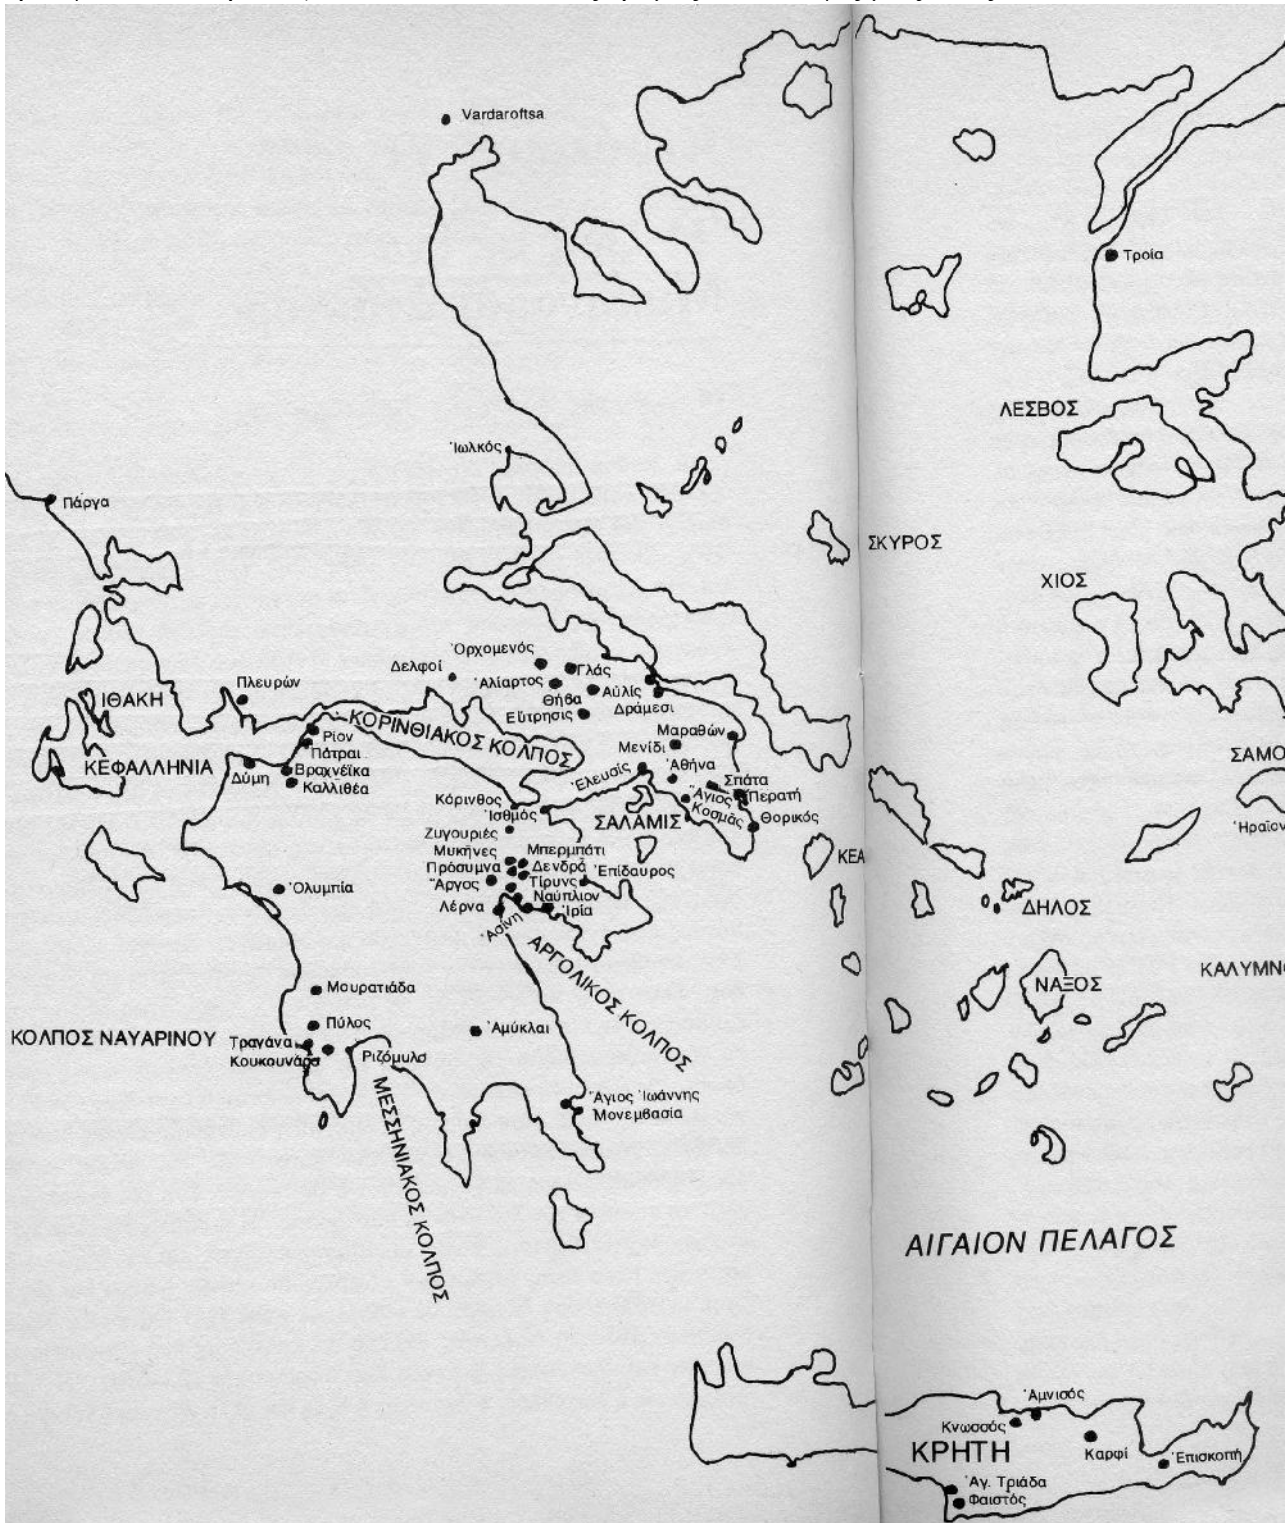 Vardaroftsa
Τροία
ΛΕΣΒΟΣ
Ἰωλκός
Πάργα
ΣΚΥΡΟΣ
ΧΙΟΣ
Ὀρχομενός
Γλάς
Δελφοί
Ἀλίαρτος
Αὐλίς
Θήβα
Δράμεσι
Εὔτρησις
ΙΘΑΚΗ
Πλευρών
ΚΟΡΙΝΘΙΑΚΟΣ ΚΟΛΠΟΣ
Ρίον
Πάτραι
Μαραθών
Μενίδι
ΚΕΦΑΛΛΗΝΙΑ
Δύμη
Βραχνέϊκα
Καλλιθέα
Ἐλευσίς
Ἀθήνα
Σπάτα
Περατή
Ἅγιος
Κοσμᾶς
Θορικός
ΣΑΜΟ
Ἡραῖον
Κόρινθος
Ἰσθμός
ΣΑΛΑΜΙΣ
ΚΕΑ
Ζυγουριές
Μυκῆνες
Μπερμπάτι
Πρόσυμνα
Δενδρά
Ἐπίδαυρος
Ἄργος
Τίρυνς
Ὀλυμπία
Ναύπλιον
Λέρνα
Ἰρία
Ἀσίνη
ΔΗΛΟΣ
ΑΡΓΟΛΙΚΟΣ ΚΟΛΠΟΣ
ΝΑΞΟΣ
ΚΑΛΥΜΝΟ
Μουρατιάδα
Πύλος
Ἀμύκλαι
ΚΟΛΠΟΣ ΝΑΥΑΡΙΝΟΥ
Τραγάνα
Κουκουνάρα
Ριζόμυλο
ΜΕΣΣΗΝΙΑΚΟΣ ΚΟΛΠΟΣ
Ἅγιος Ἰωάννης
Μονεμβασία
ΑΙΓΑΙΟΝ ΠΕΛΑΓΟΣ
Ἀμνισός
Κνωσσός
ΚΡΗΤΗ
Καρφί
Ἐπισκοπή
Ἁγ. Τριάδα
Φαιστός